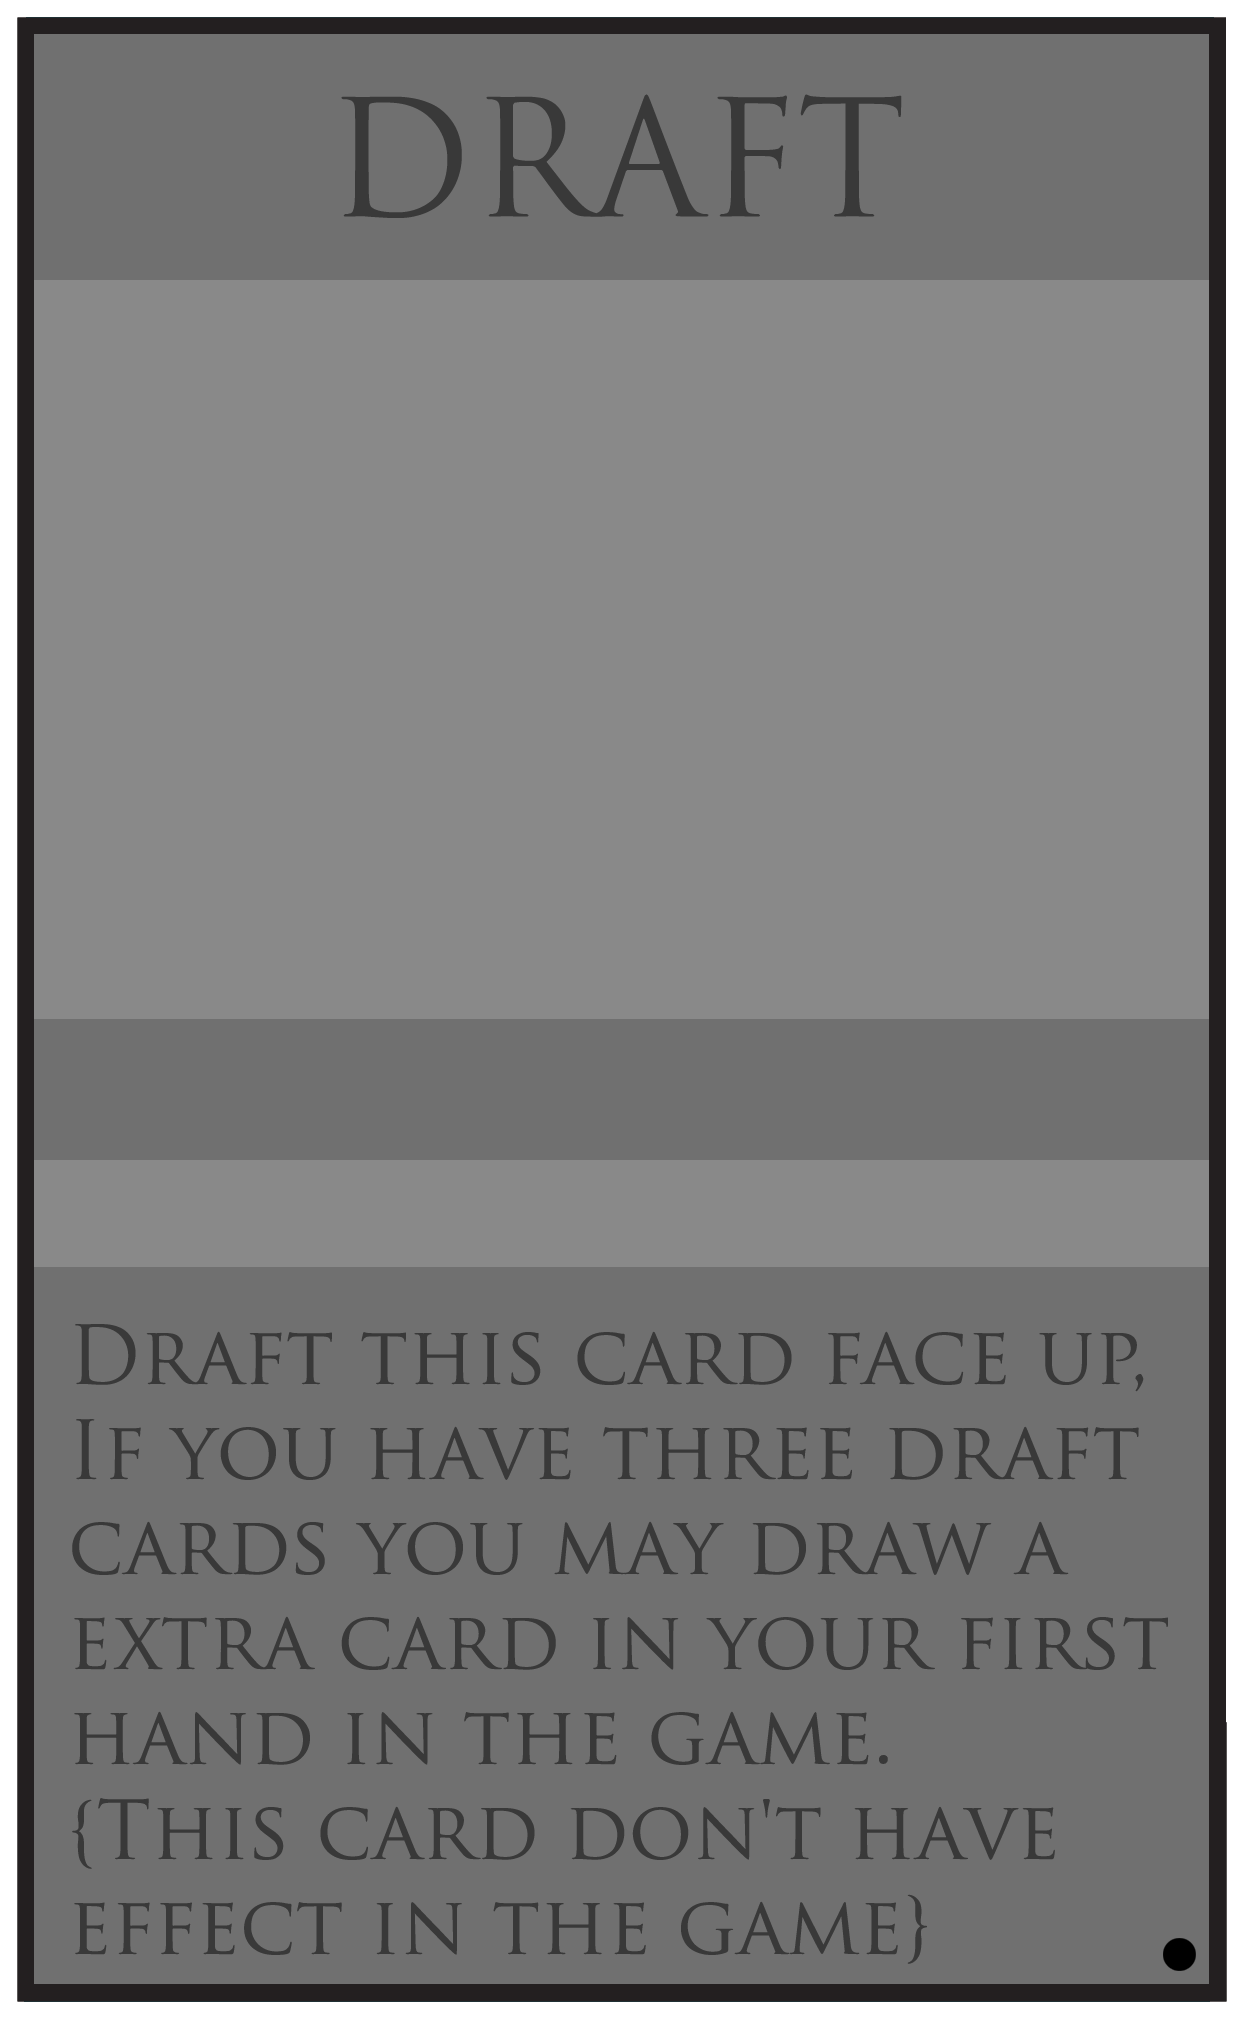 DRAFT
Draft this card face up,
If you have three draft
cards you may draw a
extra card in your first
hand in the game.
{This card don't have
effect in the game}